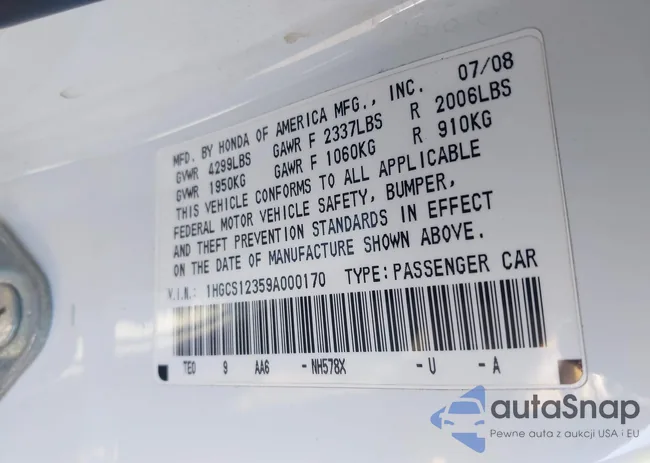 07/08
MFD. BY HONDA OF AMERICA MFG., INC.
GVWR 4299LBS GAWR F 2337LBS R 2006LBS
GVWR 1950KG GAWR F 1060KG R 910KG
THIS VEHICLE CONFORMS TO ALL APPLICABLE
FEDERAL MOTOR VEHICLE SAFETY, BUMPER,
AND THEFT PREVENTION STANDARDS IN EFFECT
ON THE DATE OF MANUFACTURE SHOWN ABOVE.
V.I.N.: 1HGCS12359A000170 TYPE: PASSENGER CAR
TE0 9 AA6 -NH578X -U -A
autaSnap
Pewne auta z aukcji USA i EU